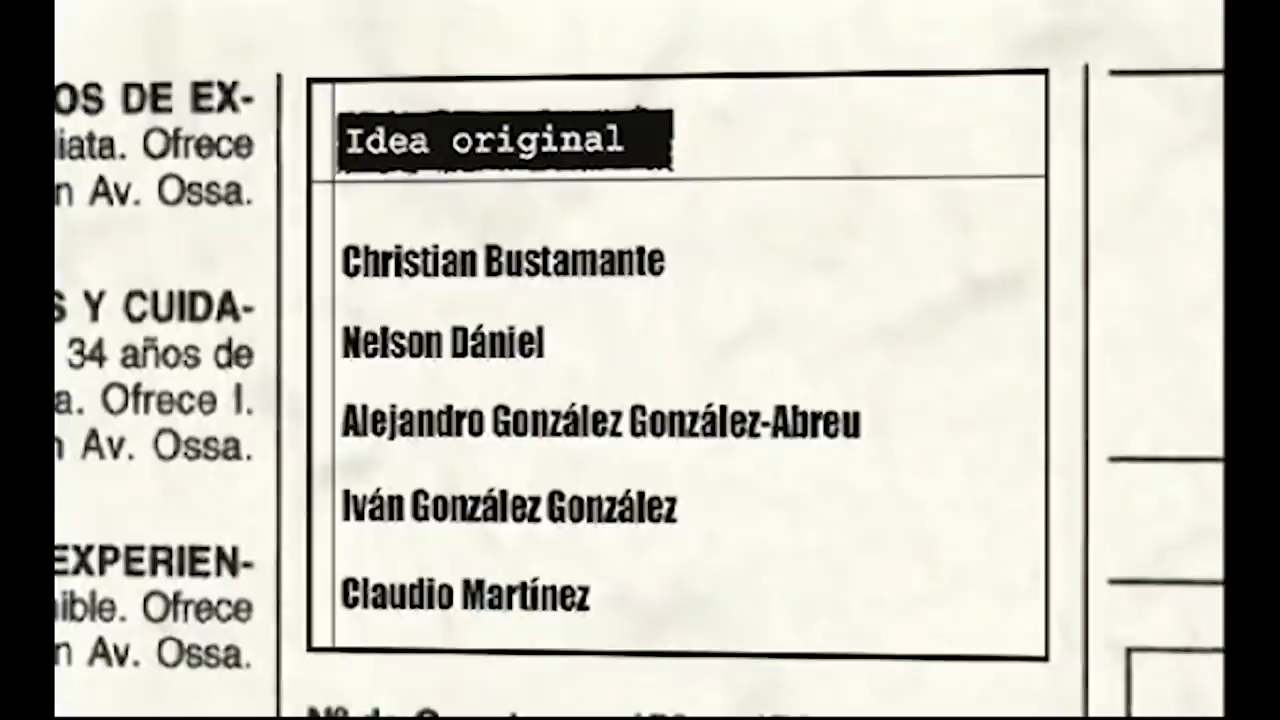 OS DE EX-
iata. Ofrece
n Av. Ossa.
S Y CUIDA-
34 años de
a. Ofrece I.
n Av. Ossa.
EXPERIEN-
ible. Ofrece
n Av. Ossa.
Idea original
Christian Bustamante
Nelson Dániel
Alejandro González González-Abreu
Iván González González
Claudio Martínez